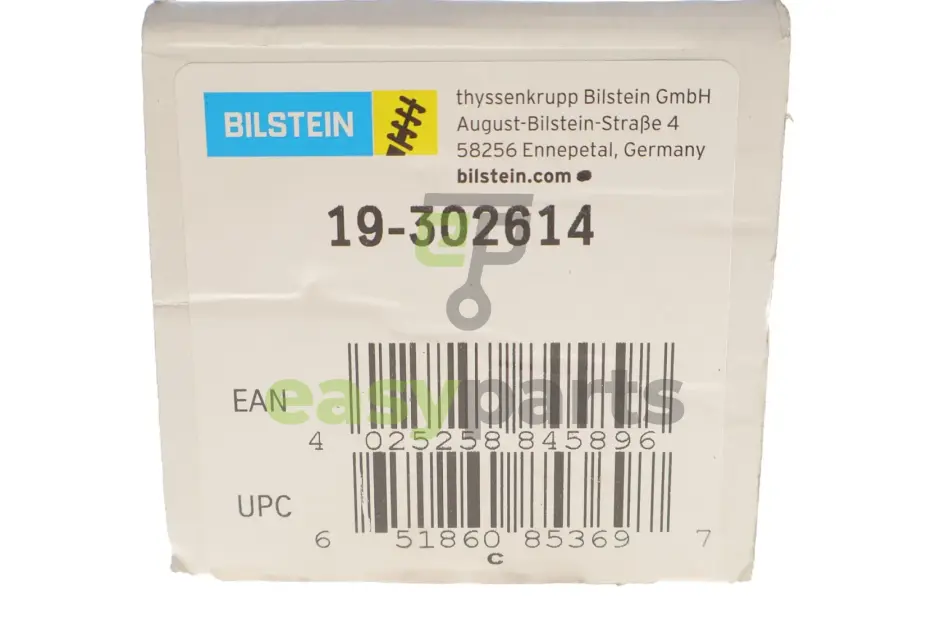 BILSTEIN
thyssenkrupp Bilstein GmbH
August-Bilstein-Straße 4
58256 Ennepetal, Germany
bilstein.com
19-302614
eP
EAN
easyparts
4 025258 845896
UPC
6 51860 85369 7
c